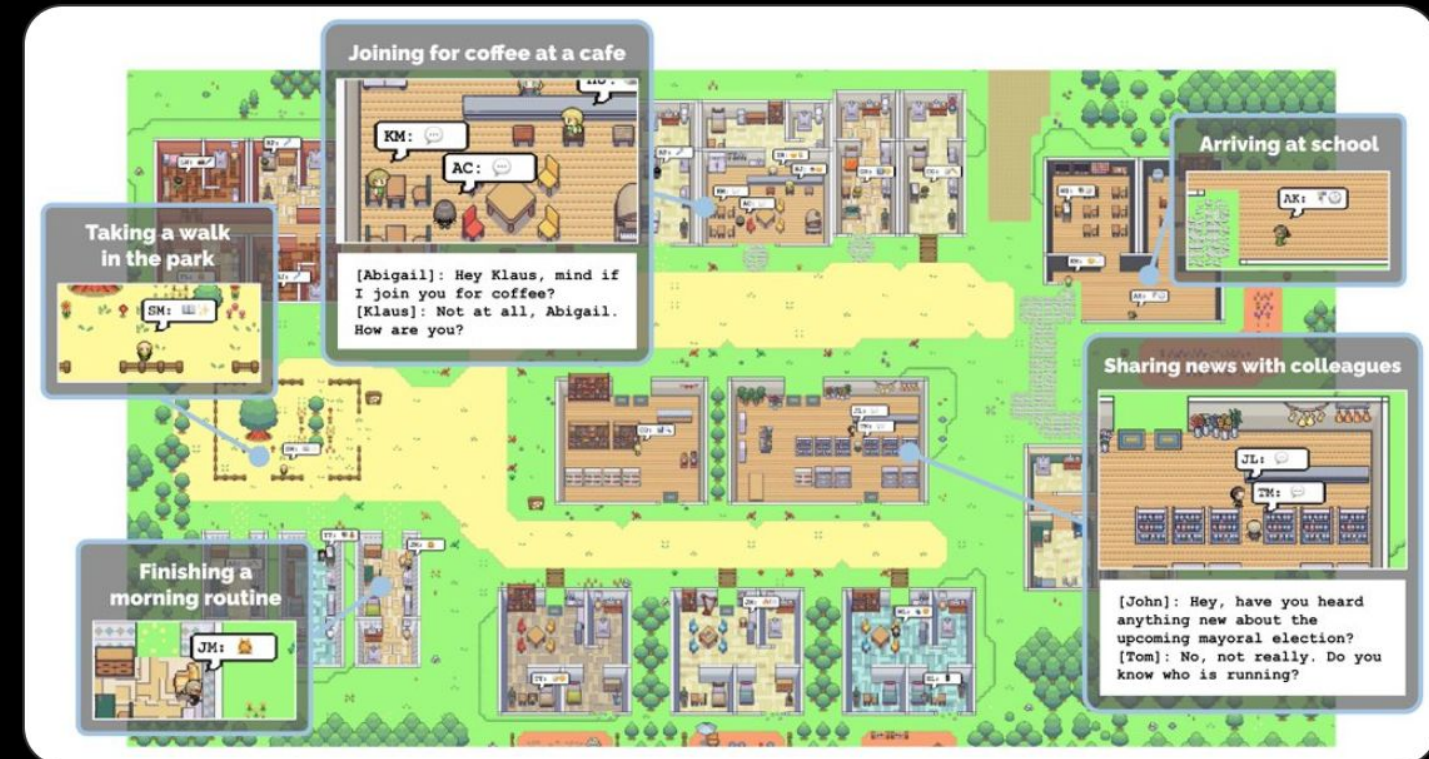 Joining for coffee at a cafe
KM:
AC:
[Abigail]: Hey Klaus, mind if
I join you for coffee?
[Klaus]: Not at all, Abigail.
How are you?
Arriving at school
AK:
Taking a walk
in the park
SM:
Sharing news with colleagues
JL:
TM:
[John]: Hey, have you heard
anything new about the
upcoming mayoral election?
[Tom]: No, not really. Do you
know who is running?
Finishing a
morning routine
JM: